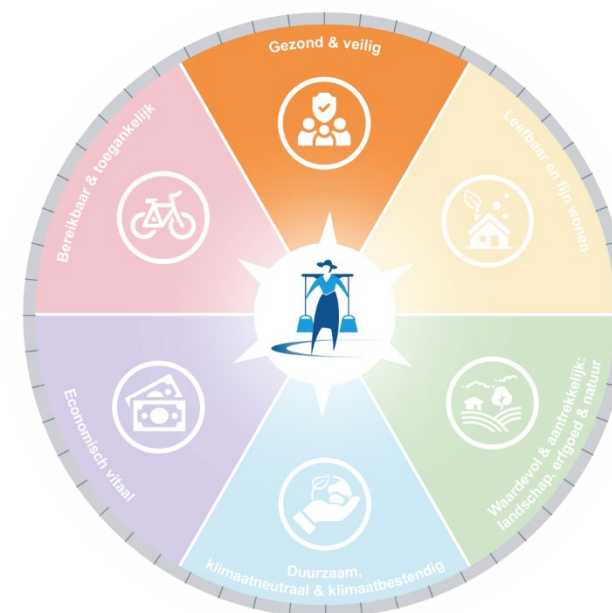 Gezond & veilig
Leefbaar en fijn wonen
Waardevol & aantrekkelijk:
landschap, erfgoed & natuur
Duurzaam,
klimaatneutraal & klimaatbestendig
Economisch vitaal
Bereikbaar & toegankelijk